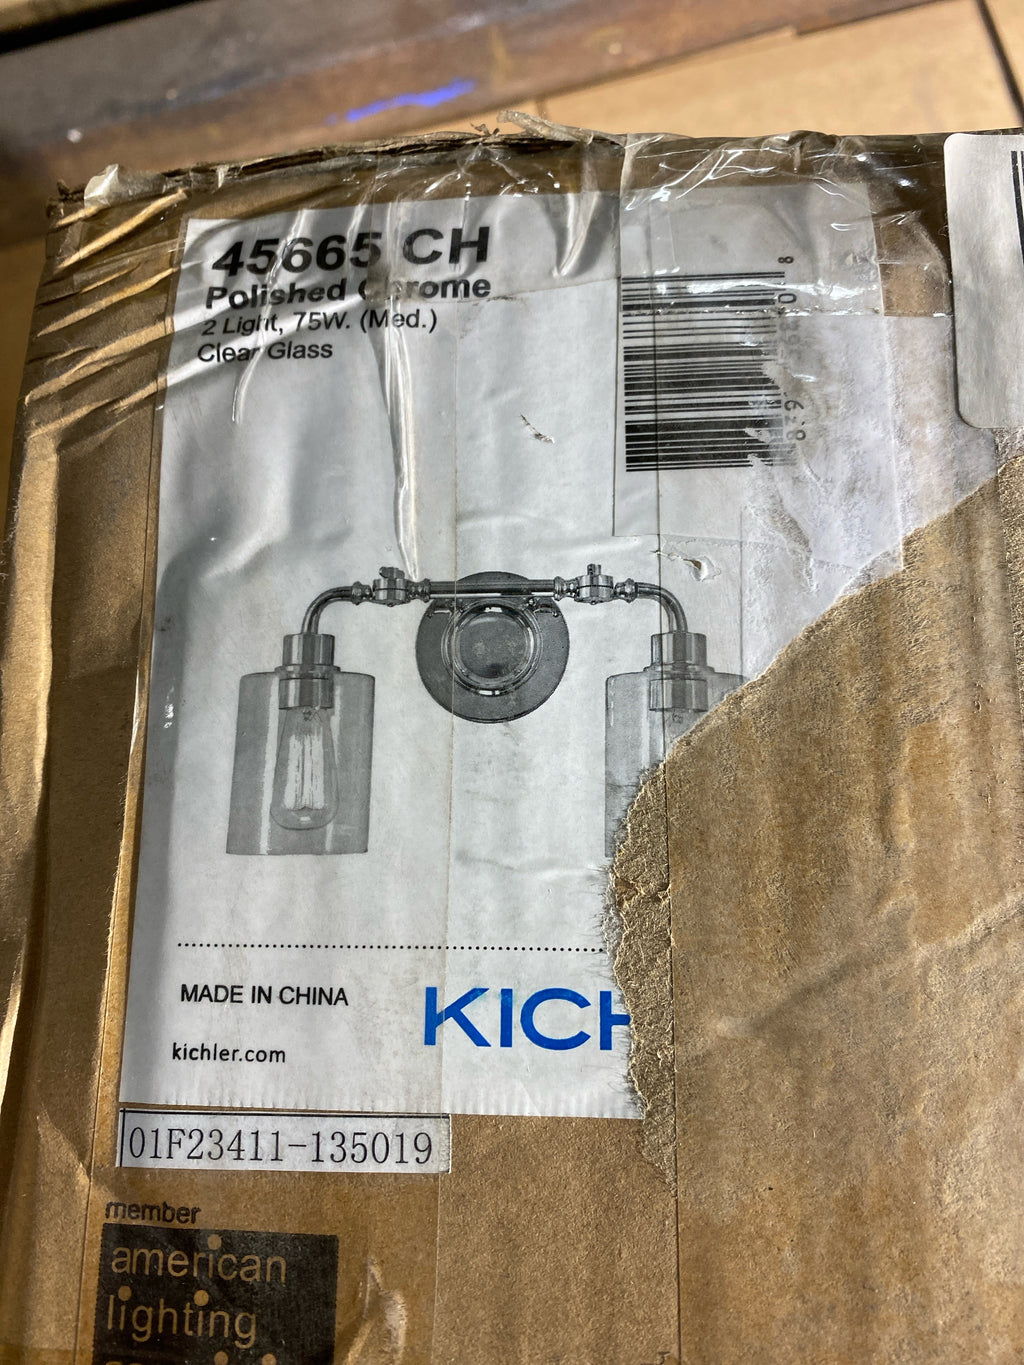 45665 CH
Polished Chrome
2 Light, 75W. (Med.)
Clear Glass
MADE IN CHINA
KICH
kichler.com
01F23411-135019
member
american
lighting